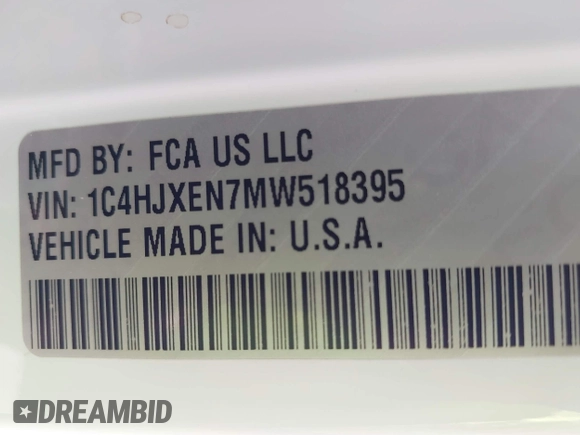 MFD BY: FCA US LLC
VIN: 1C4HJXEN7MW518395
VEHICLE MADE IN: U.S.A.
DREAMBID